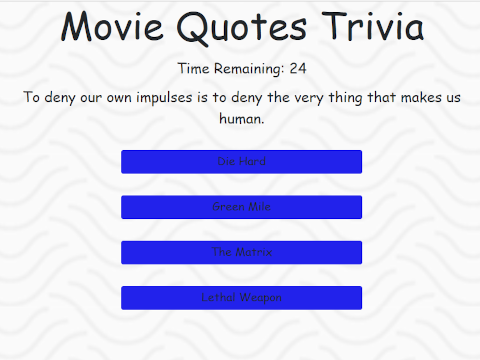 Movie Quotes Trivia
Time Remaining: 24
To deny our own impulses is to deny the very thing that makes us
human.
Die Hard
Green Mile
The Matrix
Lethal Weapon